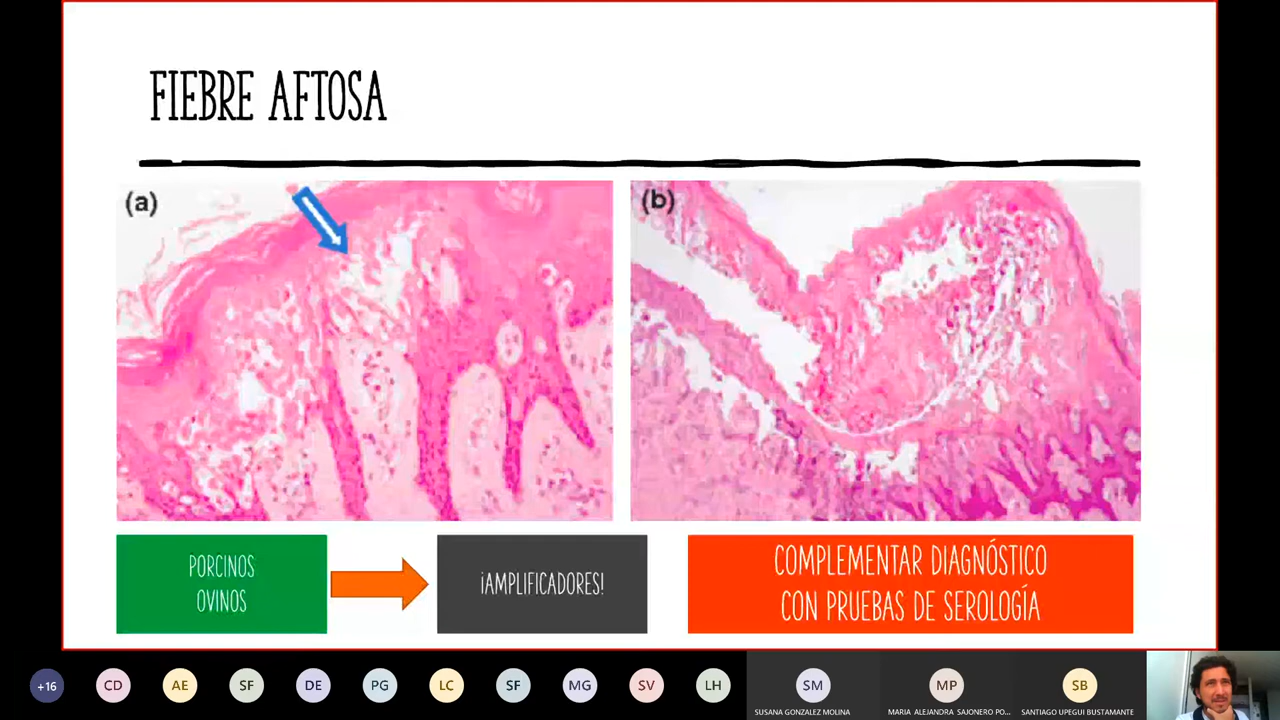 FIEBRE AFTOSA
(a)
(b)
PORCINOS
OVINOS
¡AMPLIFICADORES!
COMPLEMENTAR DIAGNÓSTICO
CON PRUEBAS DE SEROLOGÍA
+16
CD
AE
SF
DE
PG
LC
SF
MG
SV
LH
SM
SUSANA GONZALEZ MOLINA
MP
MARIA ALEJANDRA SAJONERO PO...
SB
SANTIAGO UPEGUI BUSTAMANTE